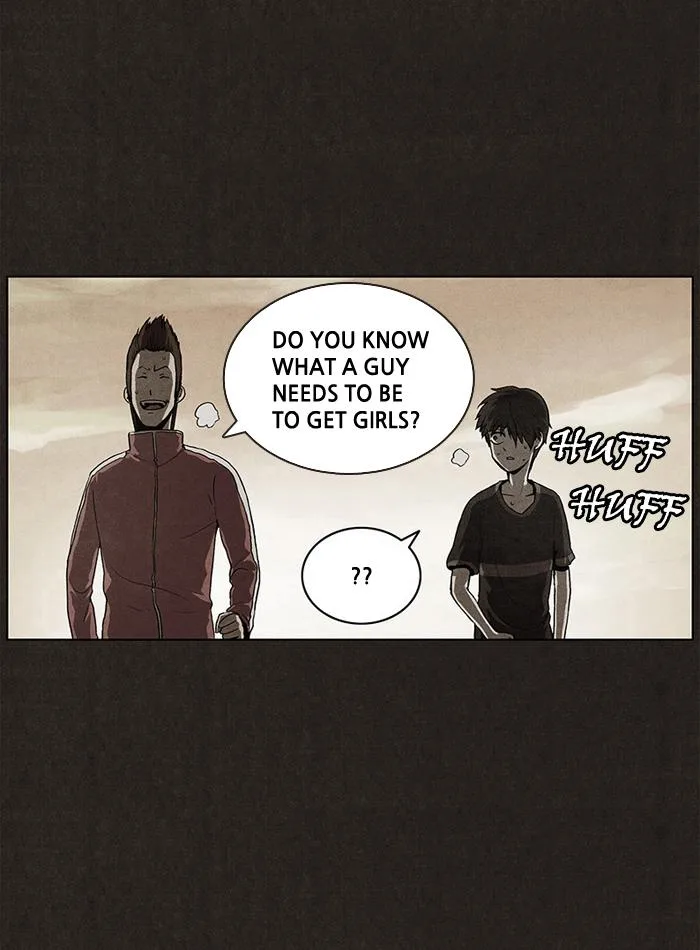 DO YOU KNOW
WHAT A GUY
NEEDS TO BE
TO GET GIRLS?
HUFF
HUFF
??